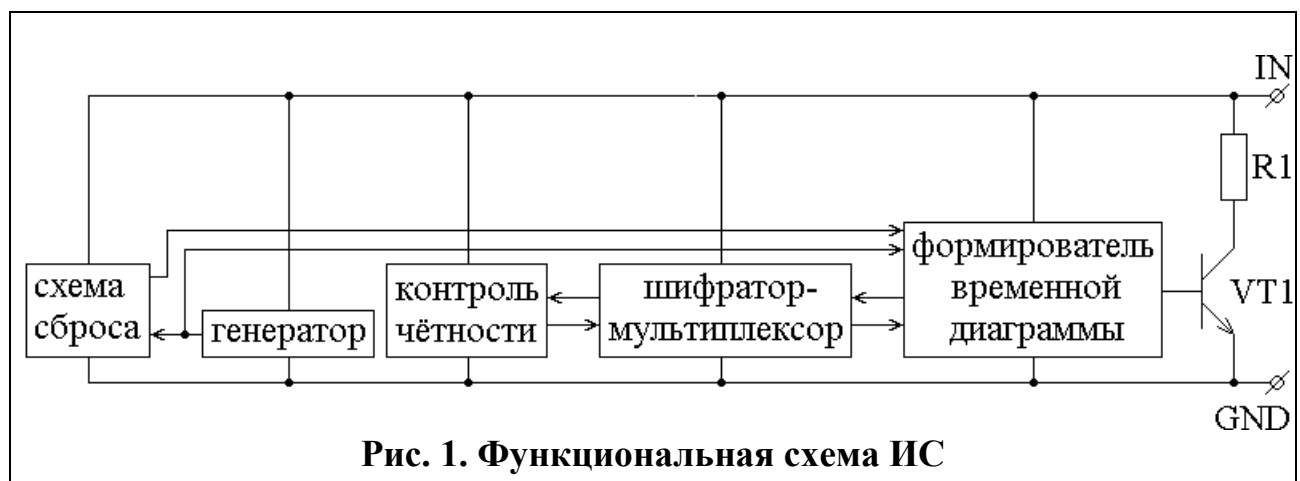 IN
R1
VT1
GND
схема
сброса
генератор
контроль
чётности
шифратор-
мультиплексор
формирователь
временной
диаграммы
Рис. 1. Функциональная схема ИС